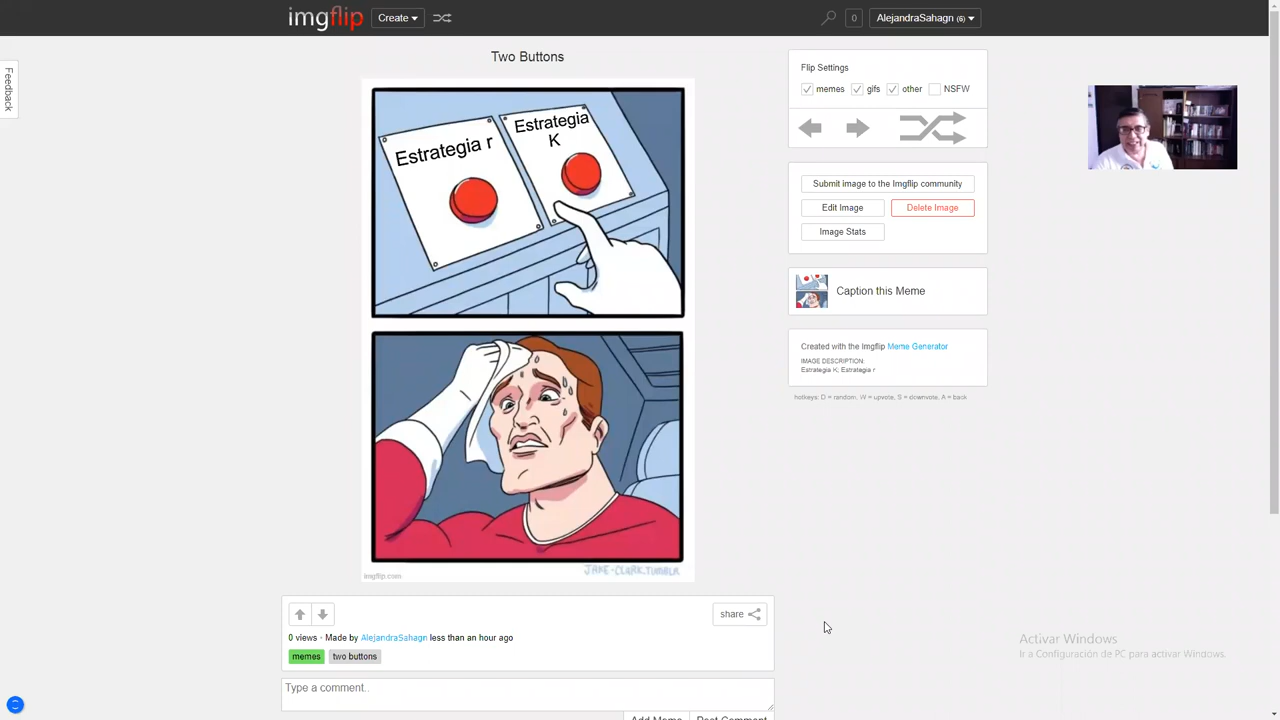 imgflip
Create
0
AlejandraSahagn (6)
Feedback
Two Buttons
Estrategia r
Estrategia
K
JAKE-CLARK.TUMBLR
imgflip.com
Flip Settings
memes
gifs
other
NSFW
Submit image to the Imgflip community
Edit Image
Delete Image
Image Stats
Caption this Meme
Created with the Imgflip Meme Generator
IMAGE DESCRIPTION:
Estrategia K, Estrategia r
hotkeys: D = random, W = upvote, S = downvote, A = back
share
0 views - Made by AlejandraSahagn less than an hour ago
memes
two buttons
Type a comment..
Add Meme
Post Comment
Activar Windows
Ir a Configuración de PC para activar Windows.